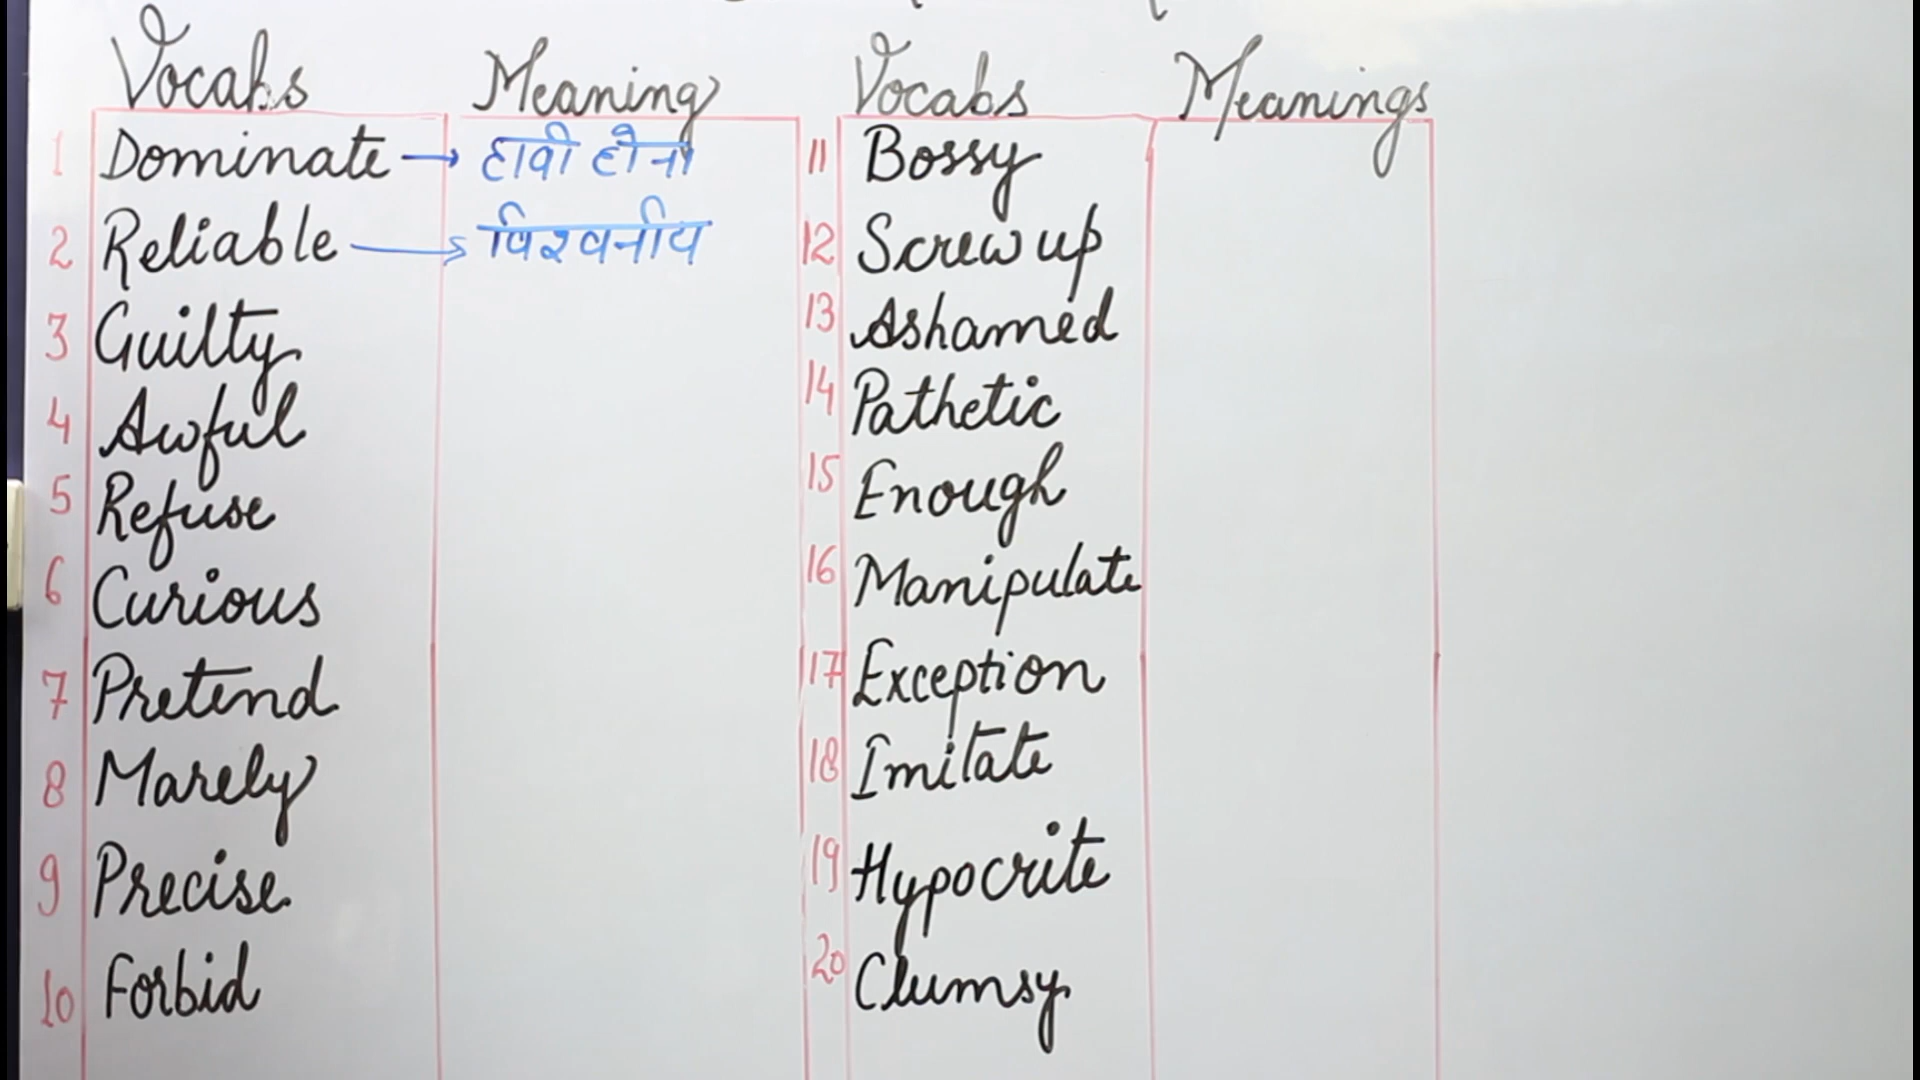 Vocabs Meaning Vocabs Meanings
1 Dominate → हावी होना 11 Bossy
2 Reliable → विश्वनीय 12 Screw up
3 Guilty 13 Ashamed
4 Awful 14 Pathetic
5 Refuse 15 Enough
6 Curious 16 Manipulate
7 Pretend 17 Exception
8 Marely 18 Imitate
9 Precise 19 Hypocrite
10 Forbid 20 Clumsy